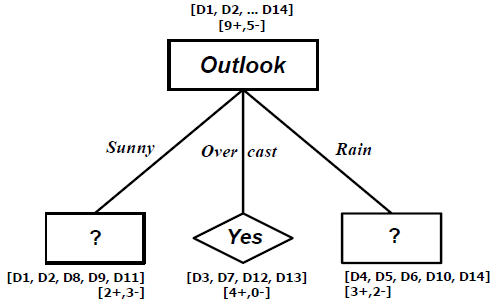 [D1, D2, ... D14]
[9+,5-]
Outlook
Sunny
Over cast
Rain
?
Yes
?
[D1, D2, D8, D9, D11]
[2+,3-]
[D3, D7, D12, D13]
[4+,0-]
[D4, D5, D6, D10, D14]
[3+,2-]